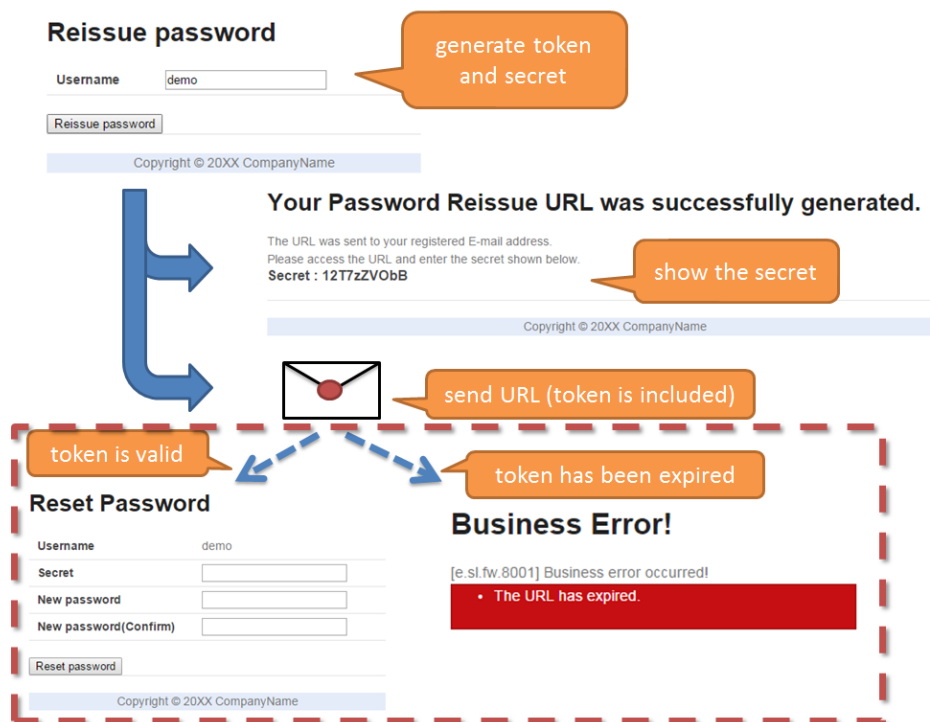 Reissue password
generate token
and secret
Username demo
Reissue password
Copyright © 20XX CompanyName
Your Password Reissue URL was successfully generated.
The URL was sent to your registered E-mail address.
Please access the URL and enter the secret shown below.
Secret : 12T7zZVObB
show the secret
Copyright © 20XX CompanyName
send URL (token is included)
token is valid
token has been expired
Reset Password
Username demo
Secret
New password
New password(Confirm)
Reset password
Copyright © 20XX CompanyName
Business Error!
[e.sl.fw.8001] Business error occurred!
• The URL has expired.